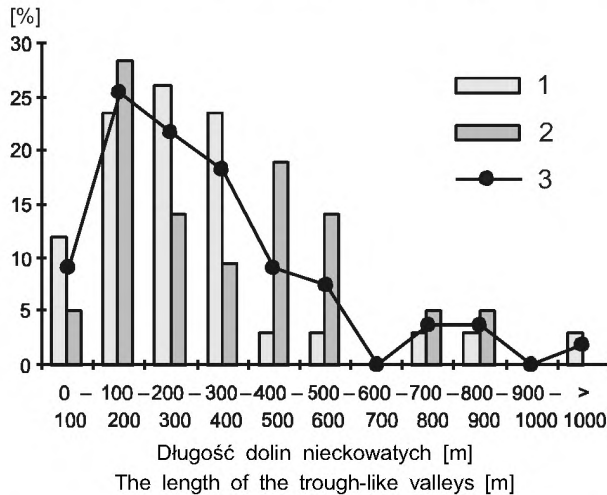 [%]
30
25
20
15
10
5
0
1
2
3
0 – 100 – 200 – 300 – 400 – 500 – 600 – 700 – 800 – 900 – >
100 200 300 400 500 600 700 800 900 1000 1000
Długość dolin nieckowatych [m]
The length of the trough-like valleys [m]